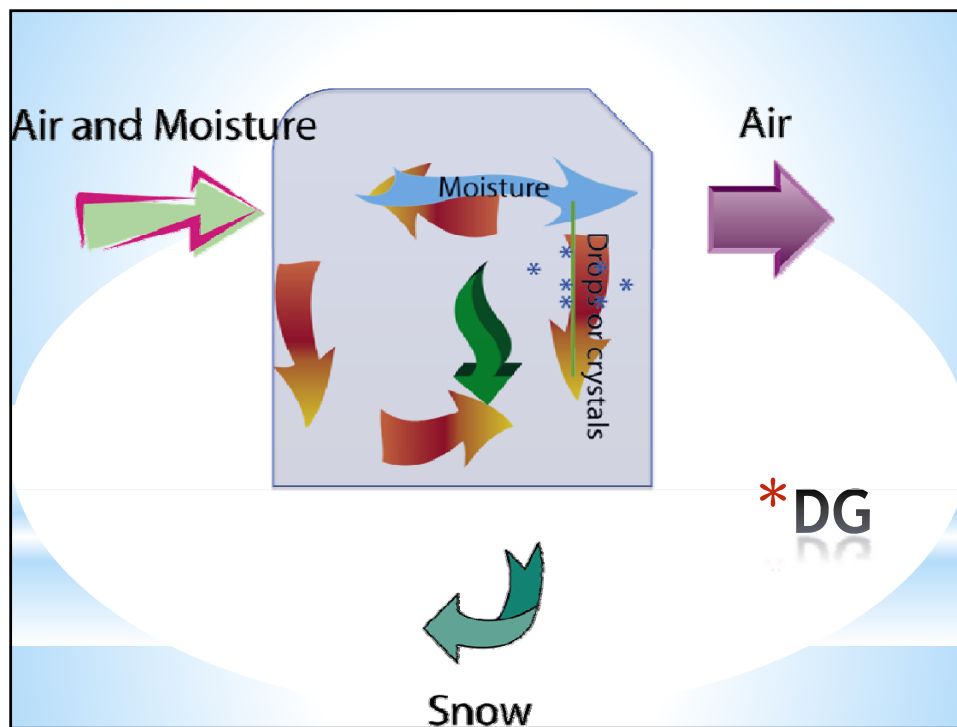 Air and Moisture
Air
Moisture
Drops or crystals
*DG
Snow